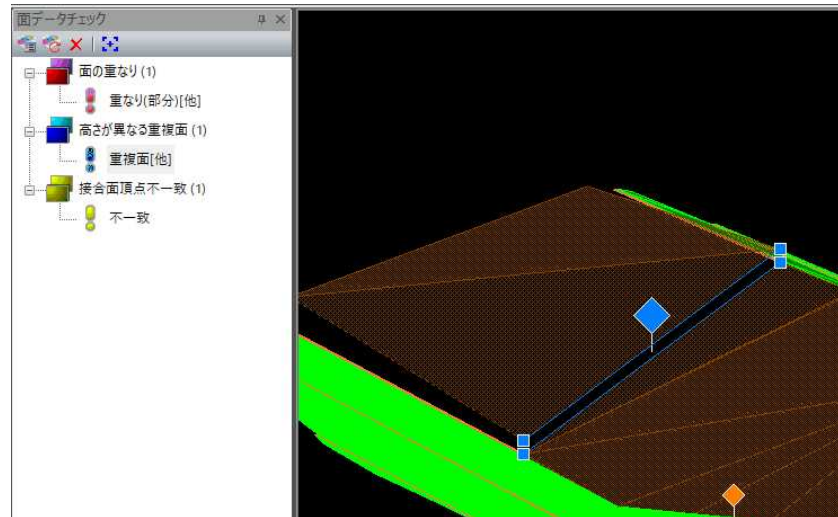 面データチェック
面の重なり (1)
重なり(部分)[他]
高さが異なる重複面 (1)
重複面[他]
接合面頂点不一致 (1)
不一致